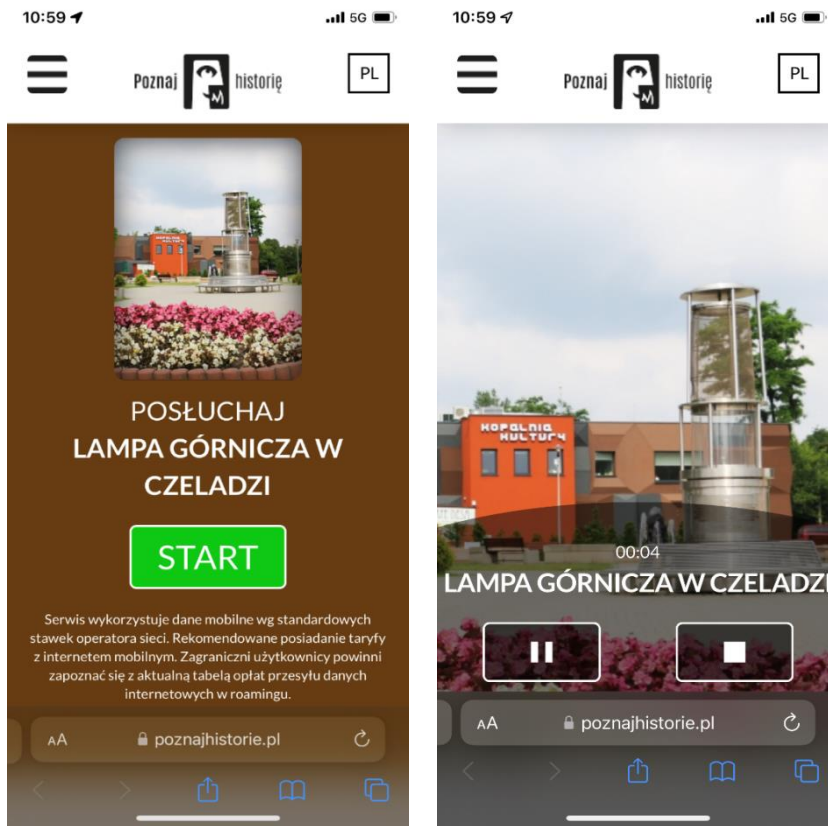 10:59
5G
Poznaj historię
PL
POSŁUCHAJ
LAMPA GÓRNICZA W
CZELADZI
START
Serwis wykorzystuje dane mobilne wg standardowych
stawek operatora sieci. Rekomendowane posiadanie taryfy
z internetem mobilnym. Zagraniczni użytkownicy powinni
zapoznać się z aktualną tabelą opłat przesyłu danych
internetowych w roamingu.
AA
poznajhistorie.pl
10:59
5G
Poznaj historię
PL
KOPALNIA
KULTURY
00:04
LAMPA GÓRNICZA W CZELADZI
AA
poznajhistorie.pl